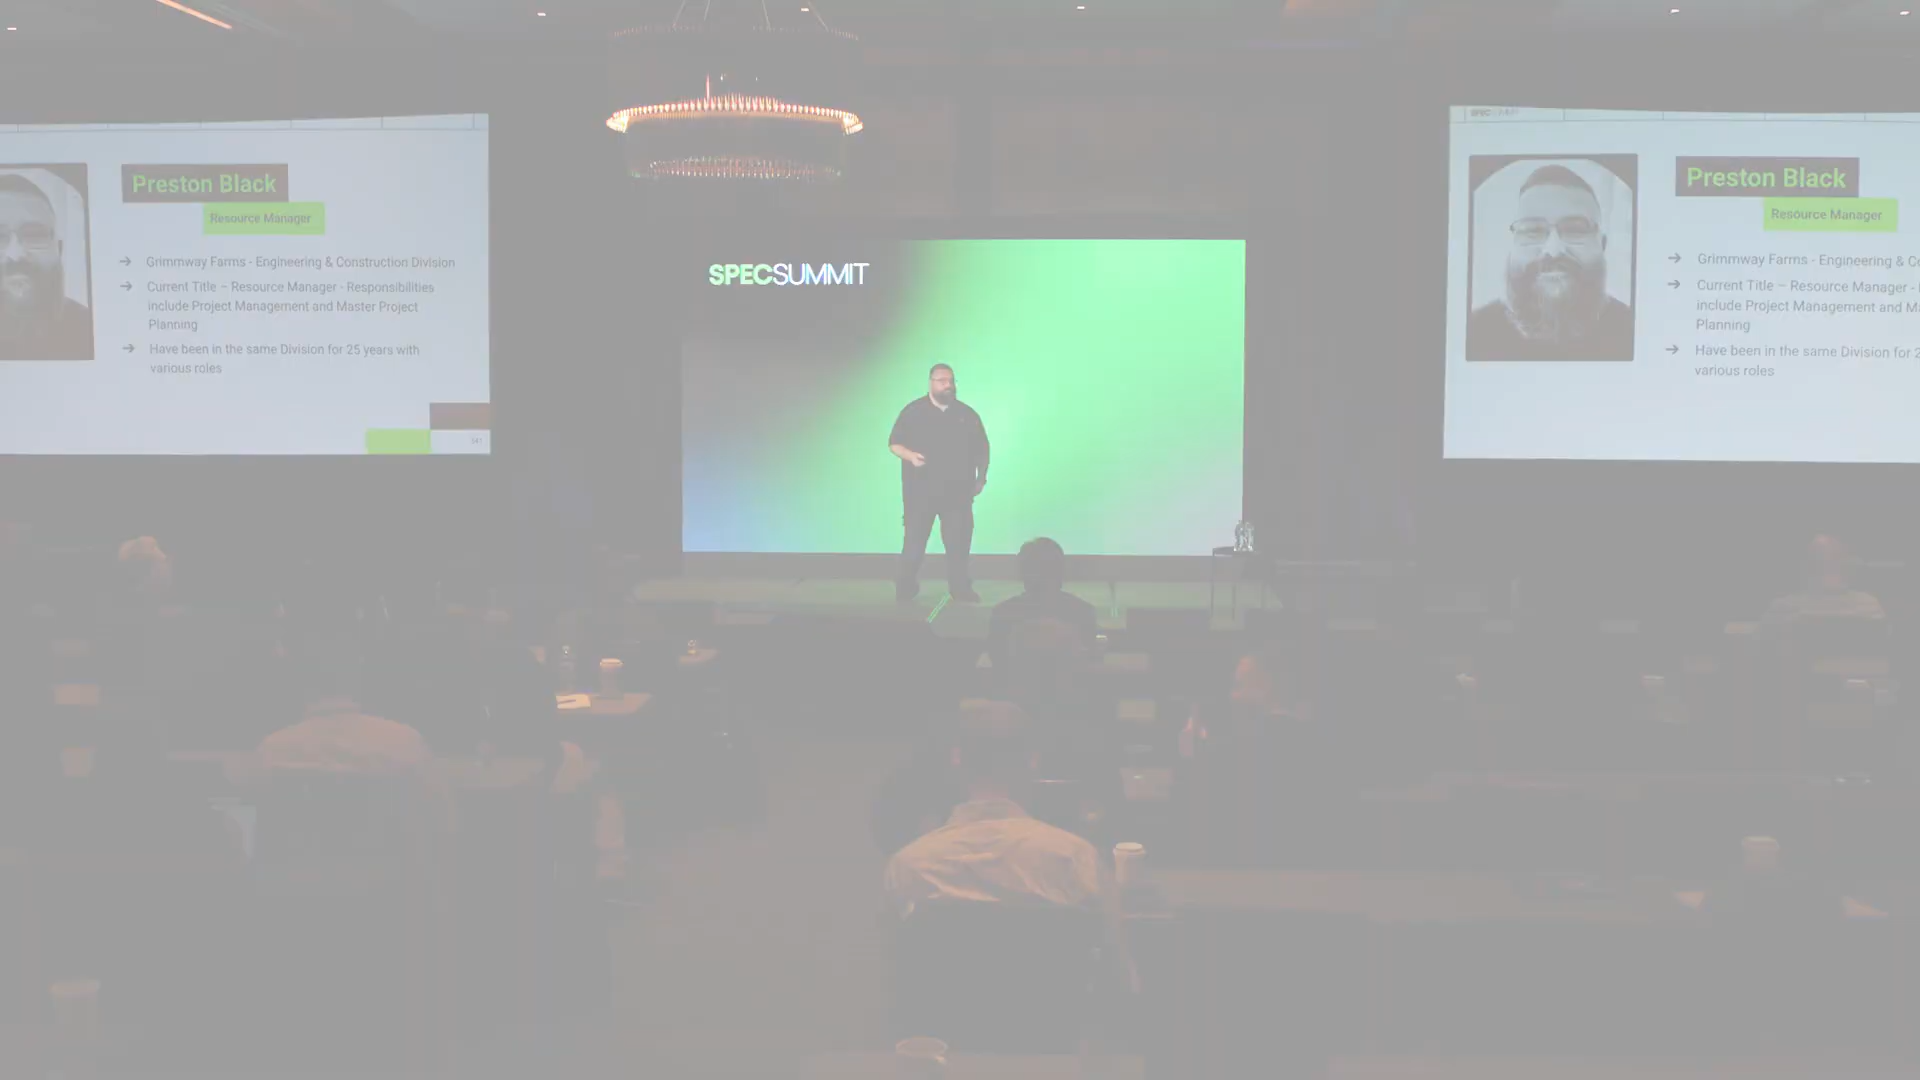 Preston Black
Resource Manager
Grimmway Farms - Engineering & Construction Division
Current Title – Resource Manager - Responsibilities
include Project Management and Master Project
Planning
Have been in the same Division for 25 years with
various roles
SPECSUMMIT
SPECSUMMIT
Preston Black
Resource Manager
Grimmway Farms - Engineering & Co
Current Title – Resource Manager -
include Project Management and Ma
Planning
Have been in the same Division for 2
various roles